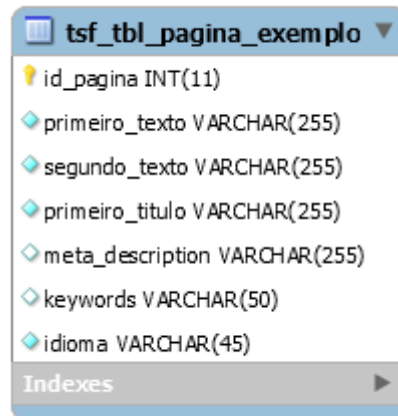 tsf_tbl_pagina_exemplo
id_pagina INT(11)
primeiro_texto VARCHAR(255)
segundo_texto VARCHAR(255)
primeiro_titulo VARCHAR(255)
meta_description VARCHAR(255)
keywords VARCHAR(50)
idioma VARCHAR(45)
Indexes